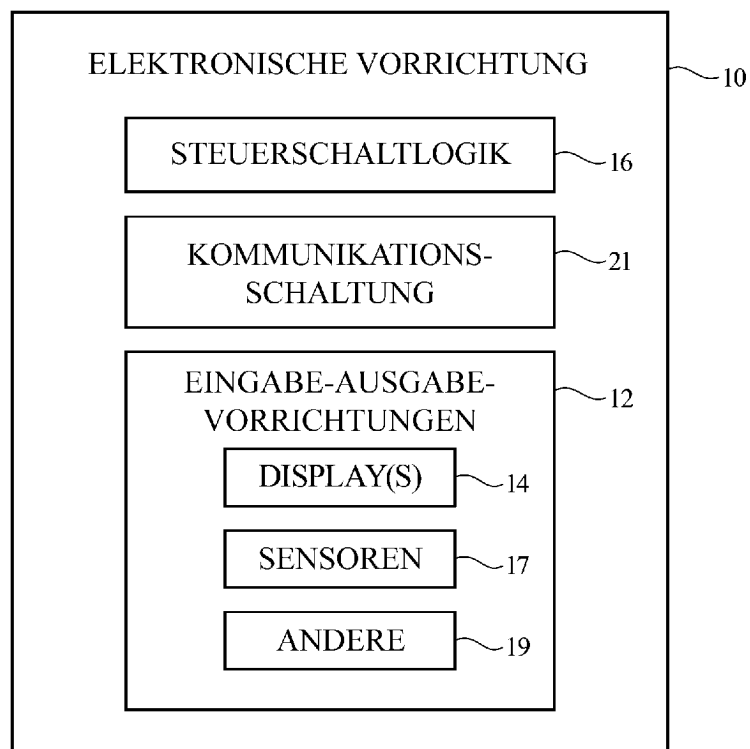 ELEKTRONISCHE VORRICHTUNG
10
STEUERSCHALTLOGIK
16
KOMMUNIKATIONS-
SCHALTUNG
21
EINGABE-AUSGABE-
VORRICHTUNGEN
12
DISPLAY(S)
14
SENSOREN
17
ANDERE
19